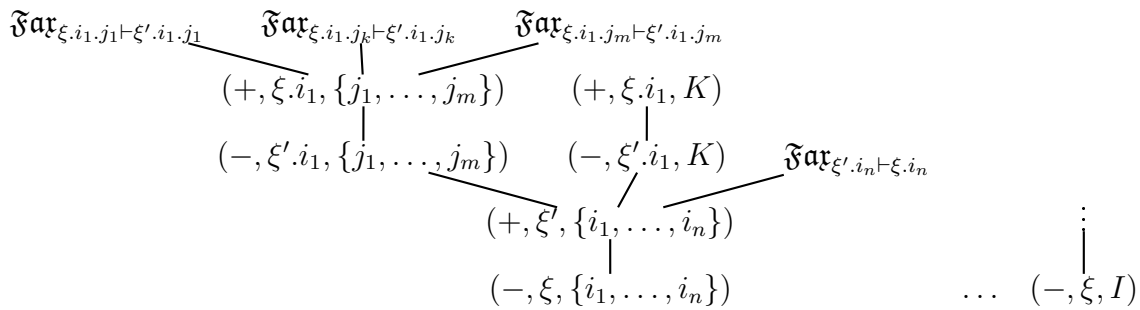 𝔉𝔞𝔵_{ξ.i_1.j_1⊢ξ′.i_1.j_1} 𝔉𝔞𝔵_{ξ.i_1.j_k⊢ξ′.i_1.j_k} 𝔉𝔞𝔵_{ξ.i_1.j_m⊢ξ′.i_1.j_m}
(+, ξ.i_1, {j_1, …, j_m}) (+, ξ.i_1, K)
(−, ξ′.i_1, {j_1, …, j_m}) (−, ξ′.i_1, K) 𝔉𝔞𝔵_{ξ′.i_n⊢ξ.i_n}
(+, ξ′, {i_1, …, i_n}) ⋮
(−, ξ, {i_1, …, i_n}) … (−, ξ, I)